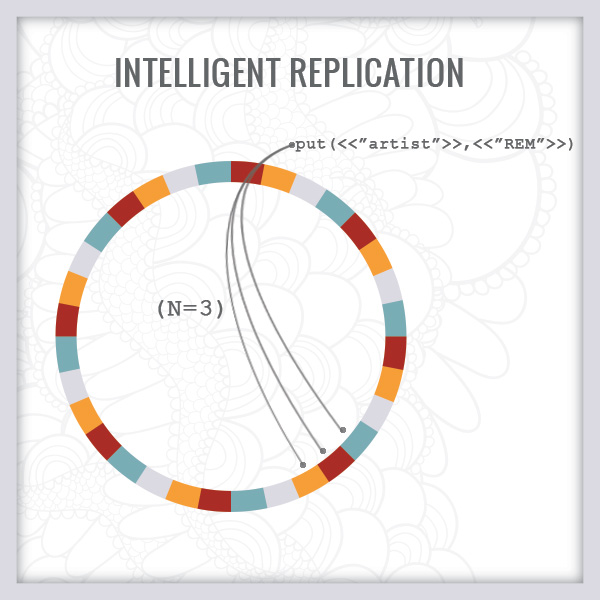 INTELLIGENT REPLICATION
put(<<”artist”>>,<<”REM”>>)
(N=3)